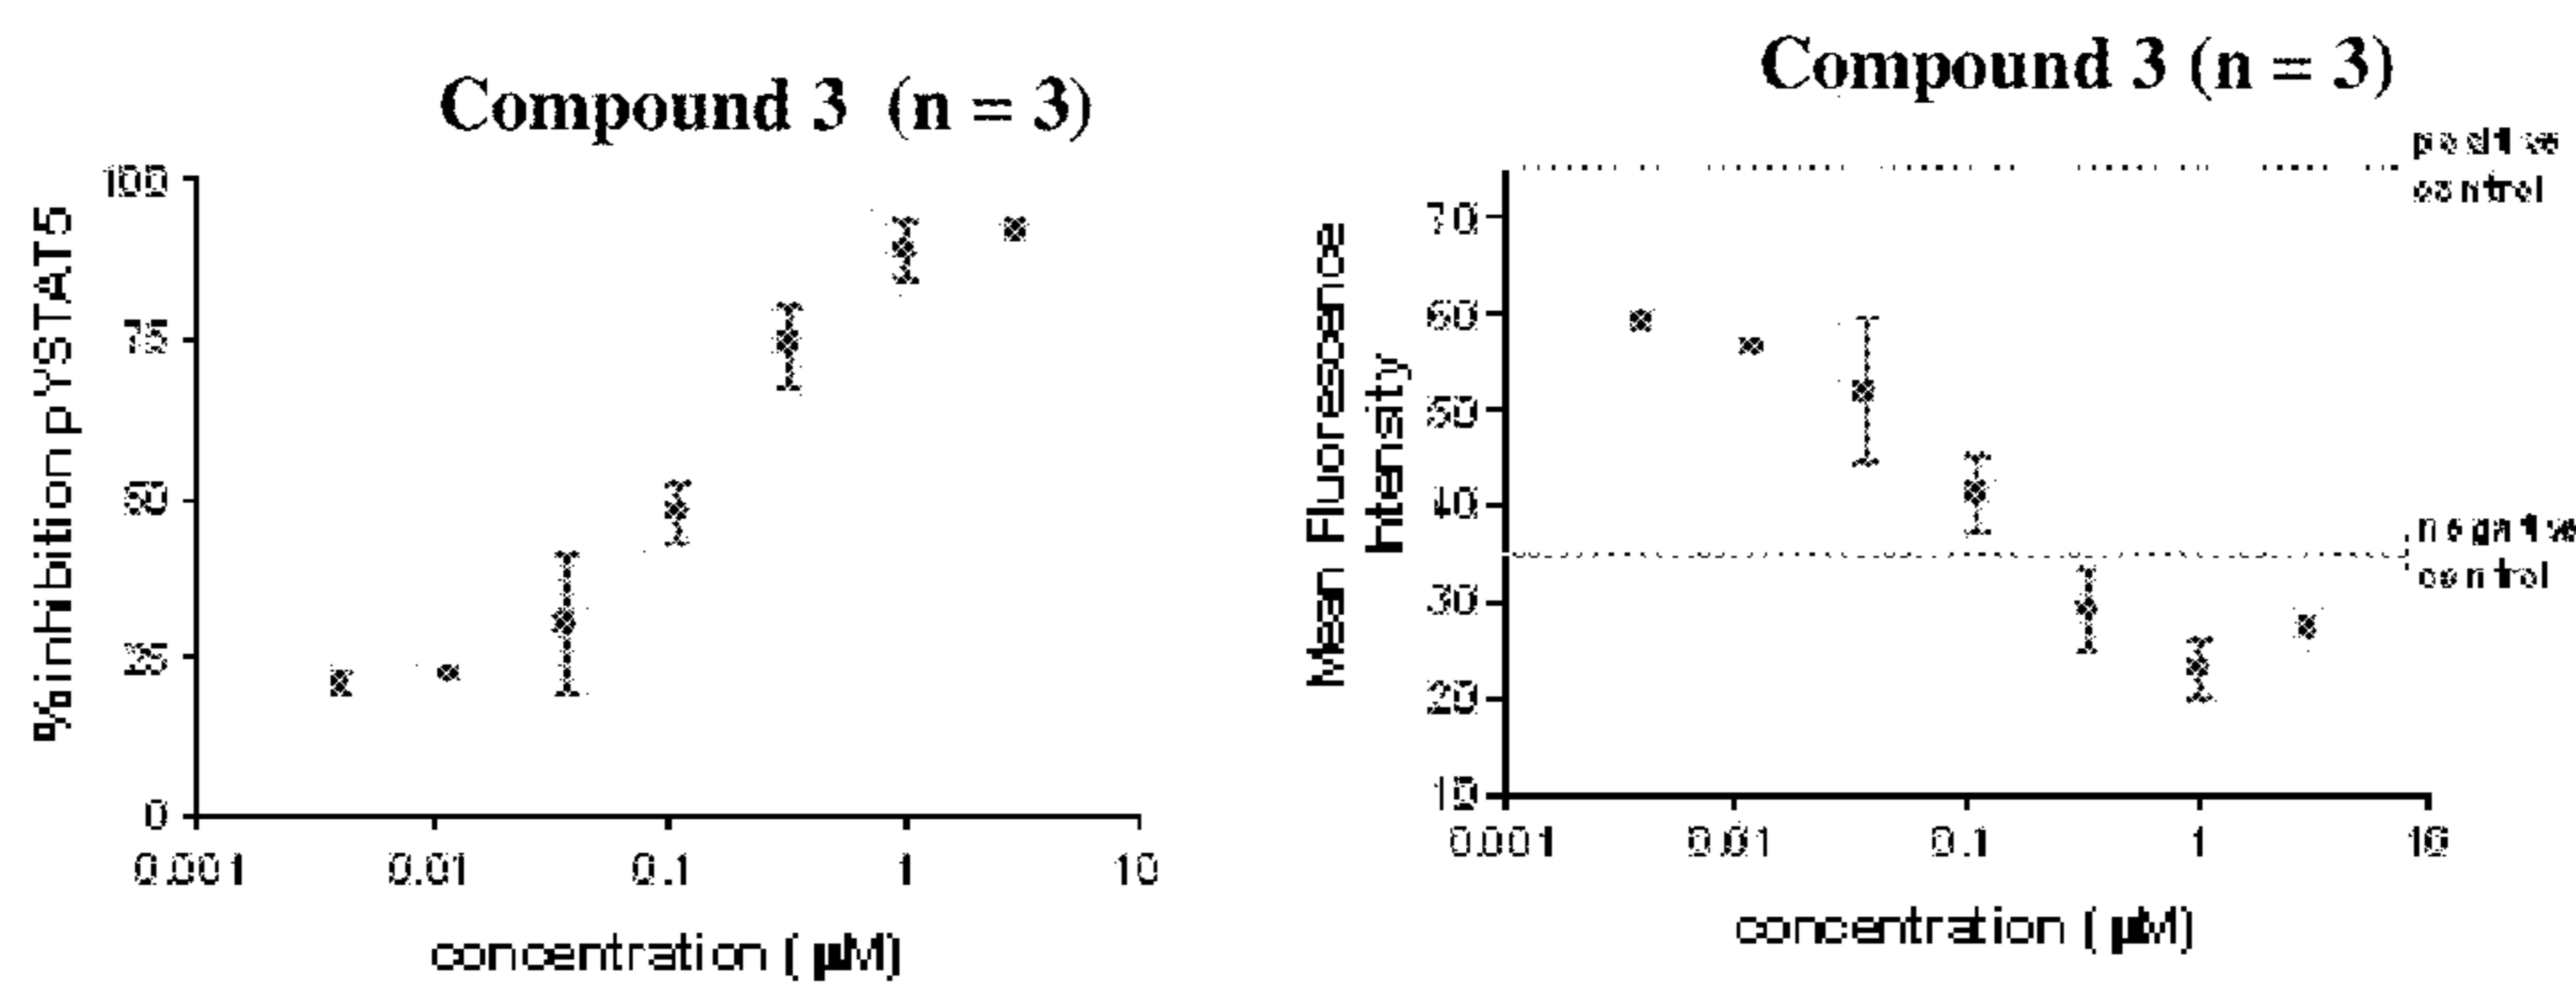 Compound 3 (n = 3)
%inhibition pYSTAT5
100
75
50
25
0
0.001 0.01 0.1 1 10
concentration ( µM)
Compound 3 (n = 3)
positive
control
Mean Fluorescence
Intensity
70
60
50
40
30
20
10
negative
control
0.001 0.01 0.1 1 10
concentration ( µM)